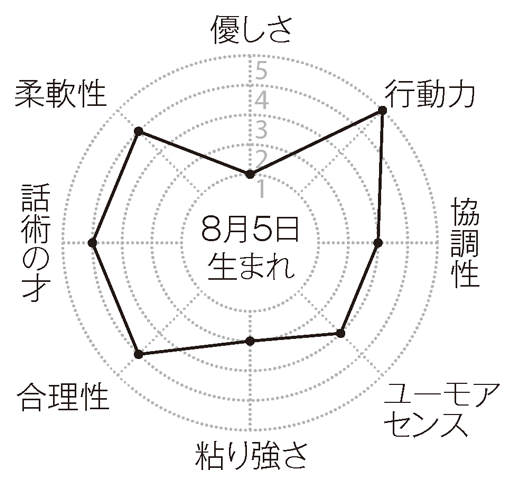 優しさ
行動力
協調性
ユーモア
センス
粘り強さ
合理性
話術の才
柔軟性
5
4
3
2
1
8月5日
生まれ